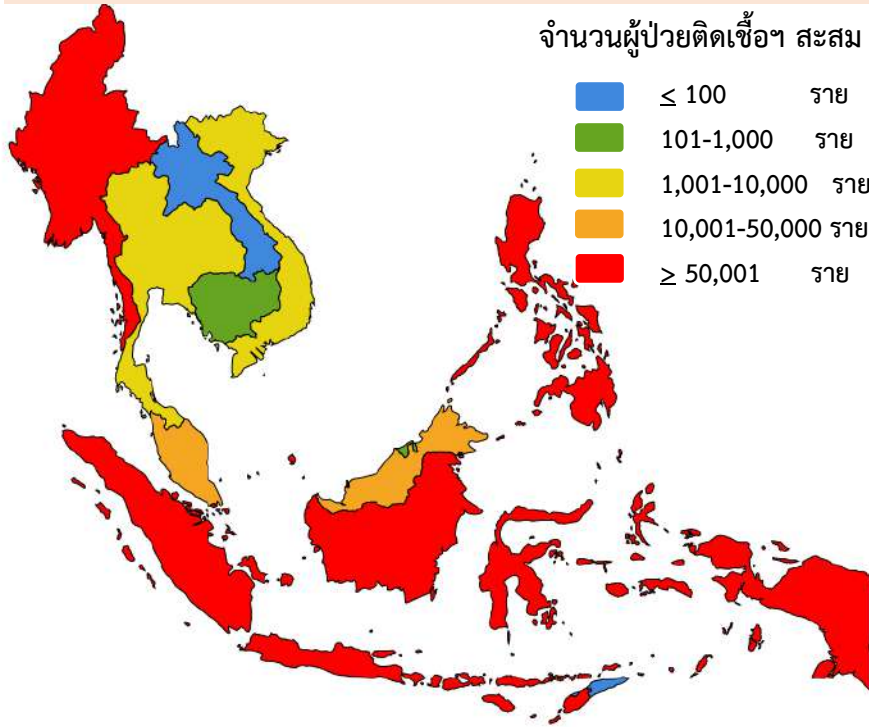 จำนวนผู้ป่วยติดเชื้อฯ สะสม
≤ 100 ราย
101-1,000 ราย
1,001-10,000 ราย
10,001-50,000 ราย
≥ 50,001 ราย